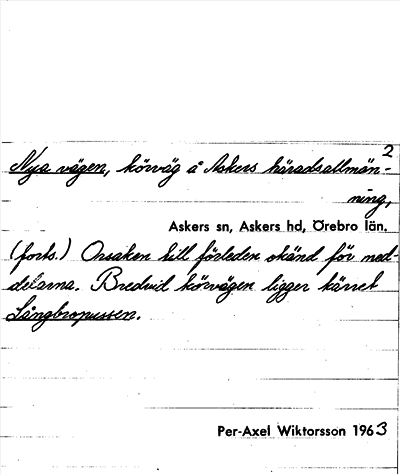 2
Nya vägen, körväg å Askers häradsallmän-
ning,
Askers sn, Askers hd, Örebro län.
(forts.) Orsaken till förleden okänd för med-
delarna. Bredvid körvägen ligger kärret
Långbropussen.
Per-Axel Wiktorsson 1963